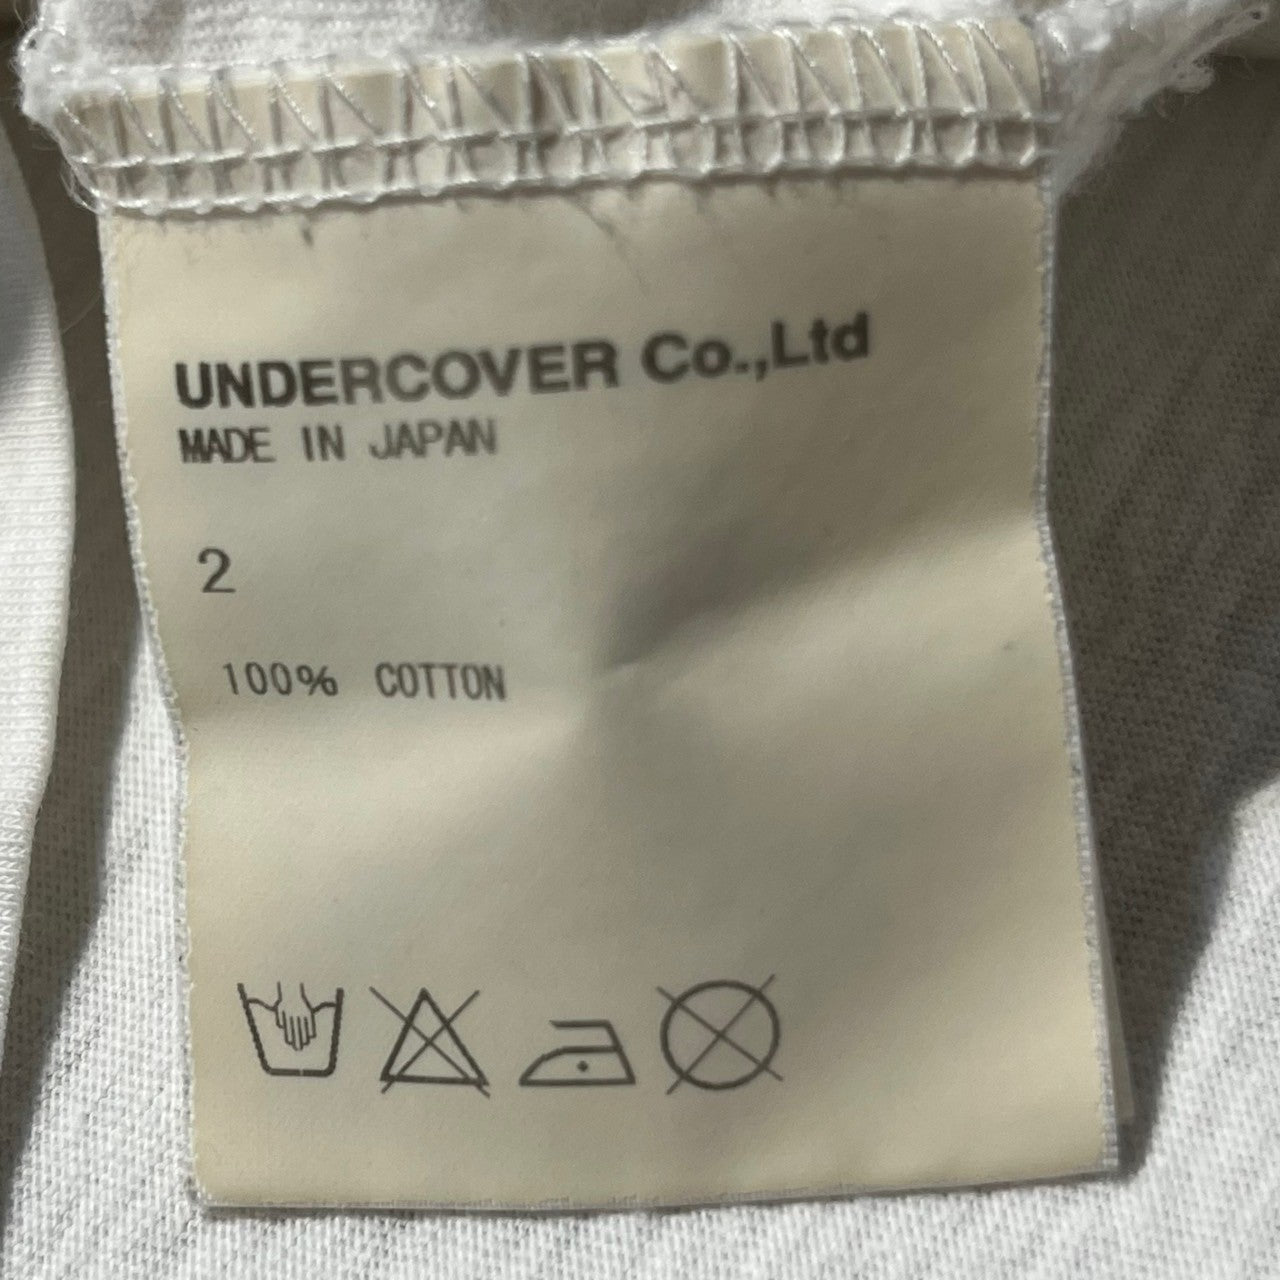 UNDERCOVER Co.,Ltd
MADE IN JAPAN
2
100% COTTON